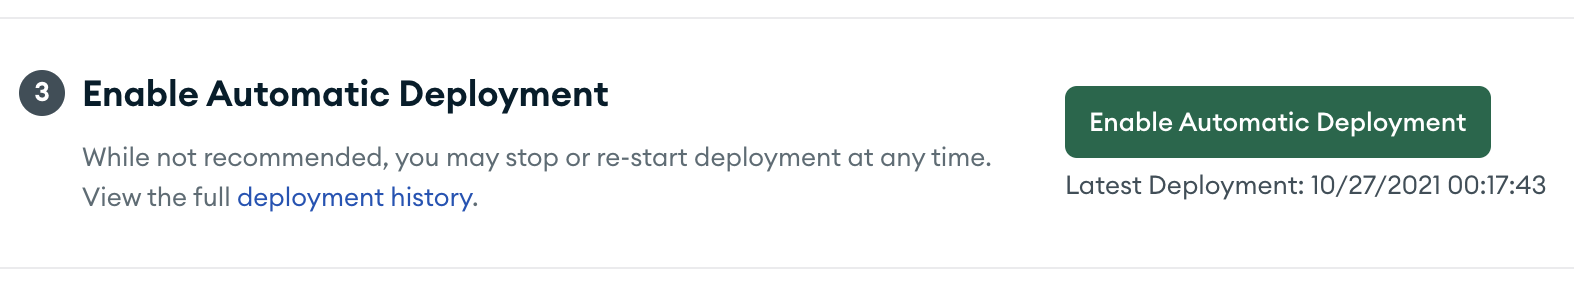 3 Enable Automatic Deployment
While not recommended, you may stop or re-start deployment at any time.
View the full deployment history.
Enable Automatic Deployment
Latest Deployment: 10/27/2021 00:17:43